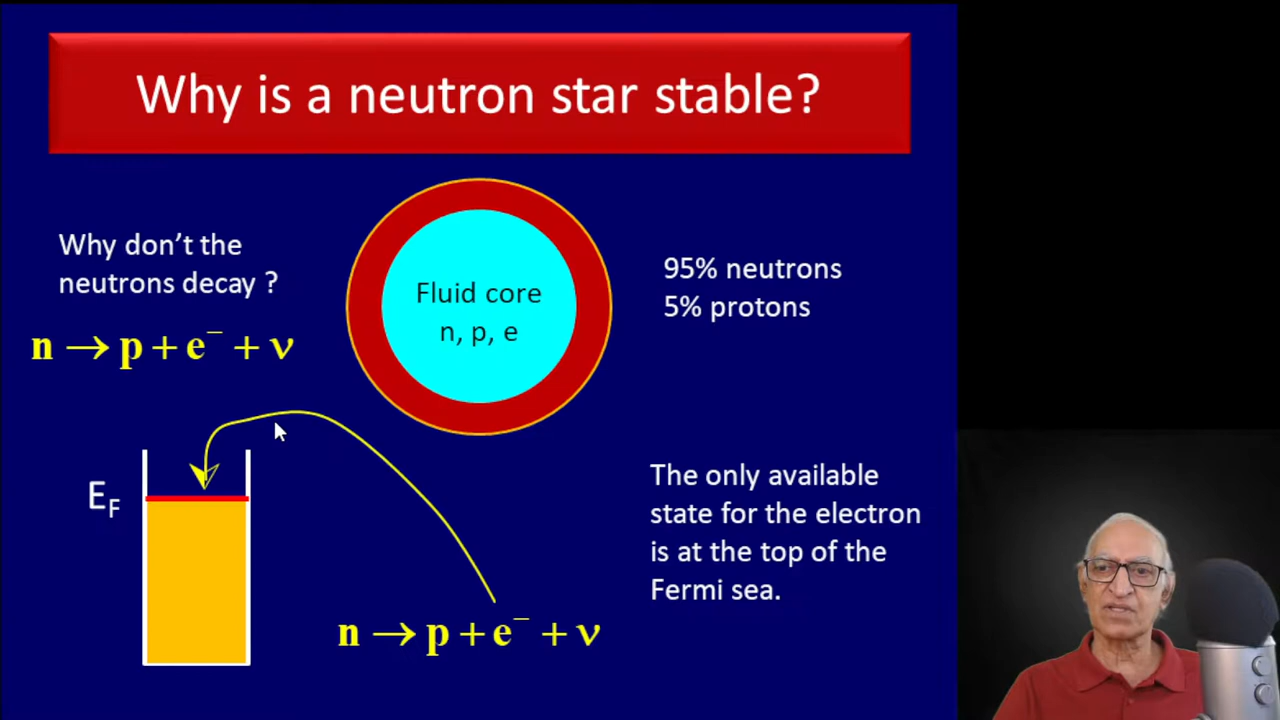 Why is a neutron star stable?
Why don't the
neutrons decay ?
n → p + e⁻ + ν
Fluid core
n, p, e
95% neutrons
5% protons
E_F
The only available
state for the electron
is at the top of the
Fermi sea.
n → p + e⁻ + ν